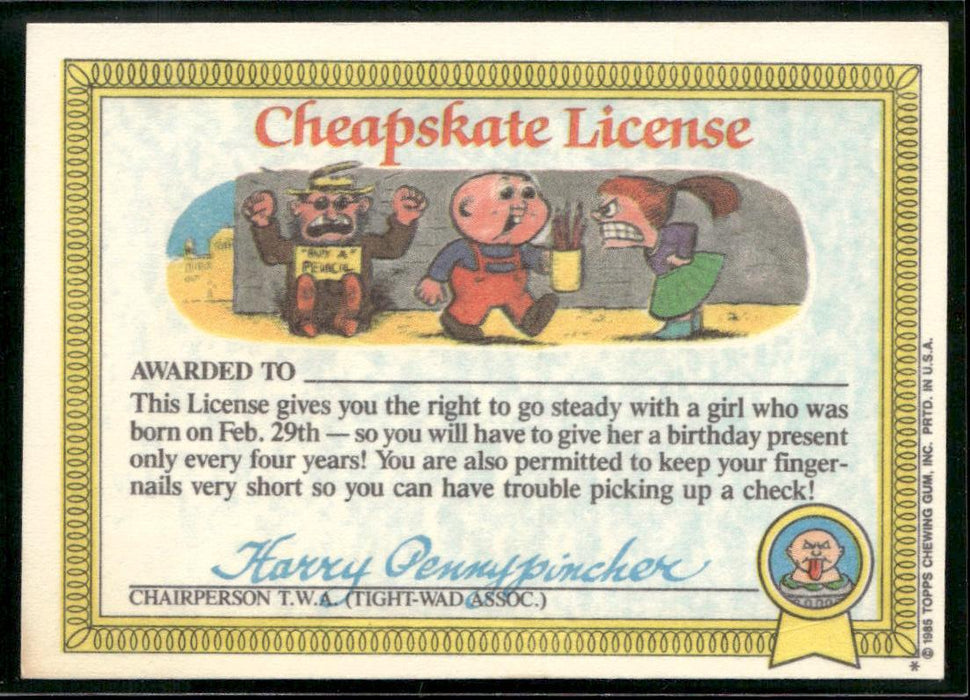 Cheapskate License
"BUY A"
PENCIL
AWARDED TO
This License gives you the right to go steady with a girl who was
born on Feb. 29th — so you will have to give her a birthday present
only every four years! You are also permitted to keep your finger-
nails very short so you can have trouble picking up a check!
Harry Pennypincher
CHAIRPERSON T.W.A. (TIGHT-WAD ASSOC.)
* © 1985 TOPPS CHEWING GUM, INC. PRTD. IN U.S.A.